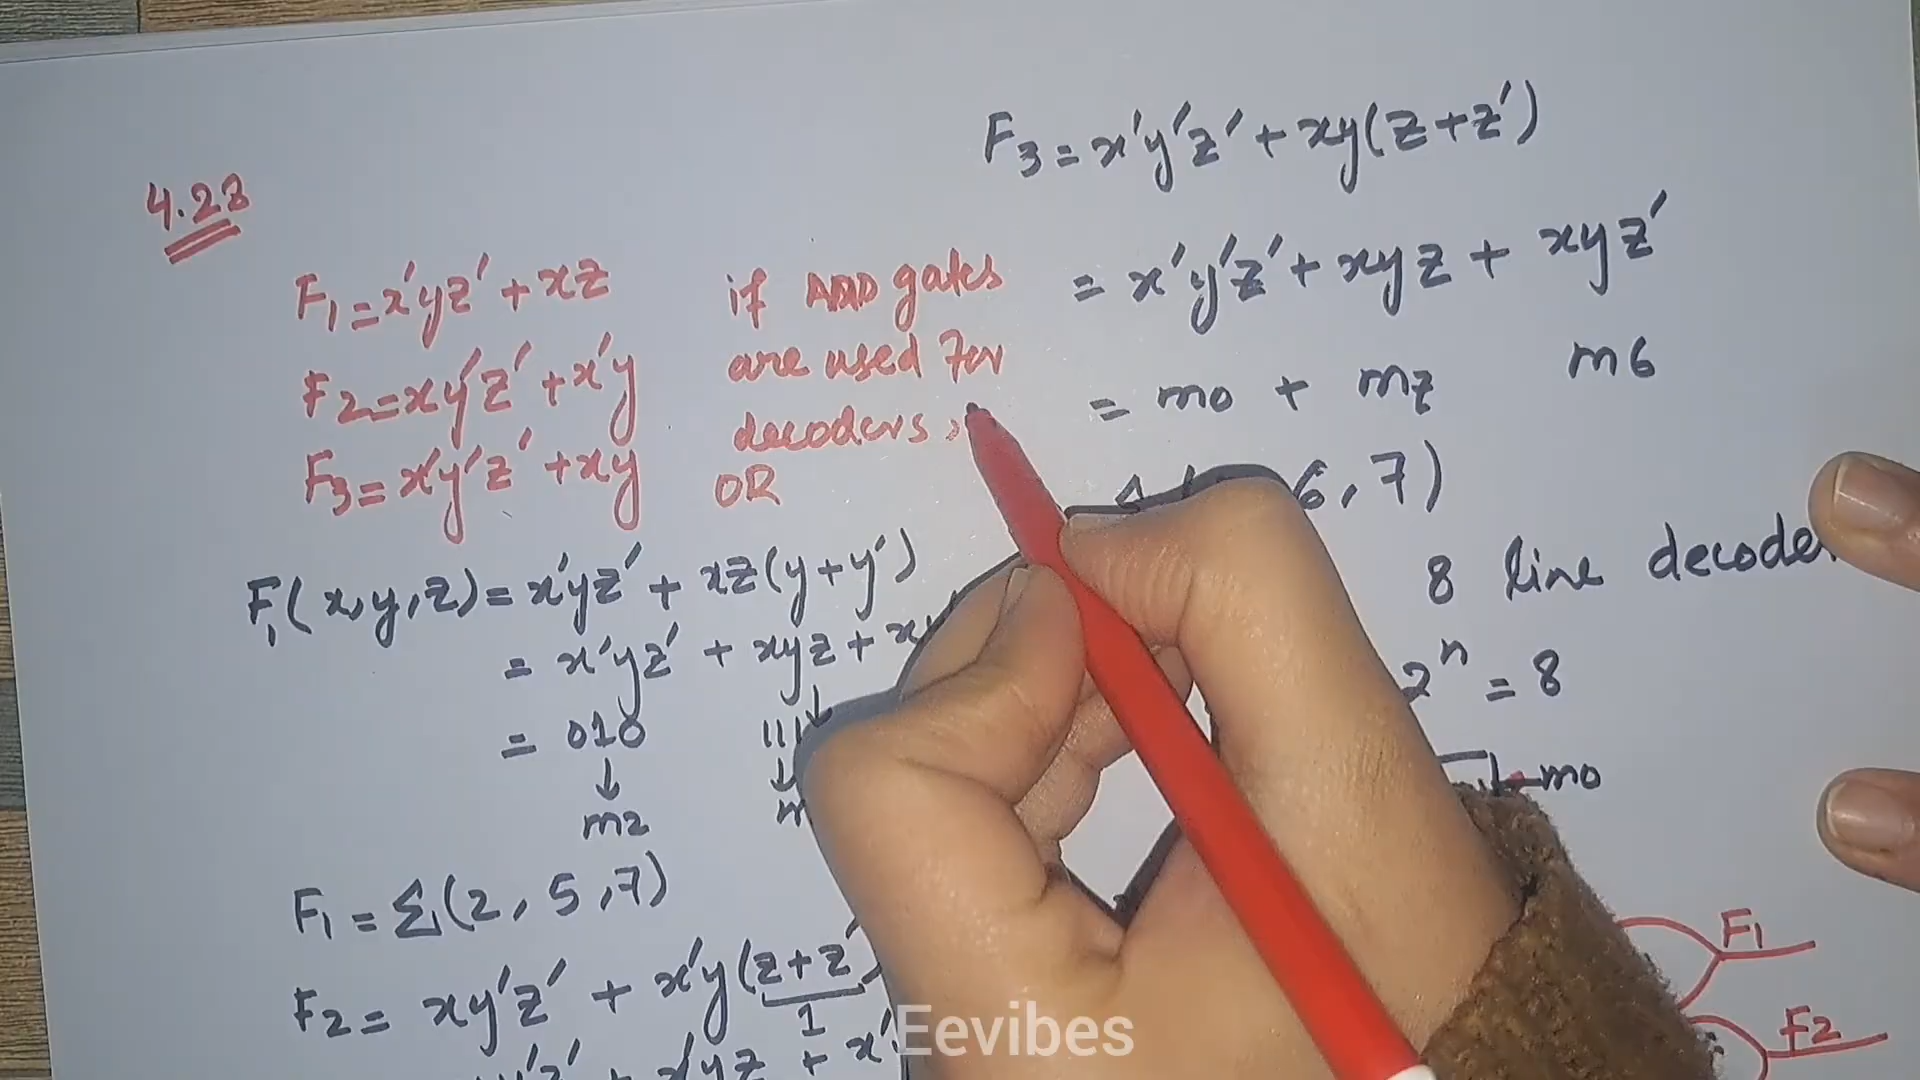 4.28
F1=x'yz'+xz
F2=xy'z'+x'y
F3=x'y'z'+xy
if AND gates
are used for
decoders,
OR
F1(x,y,z)=x'yz'+xz(y+y')
=x'yz'+xyz+xy
=010 111
↓ ↓
m2
F1=Σ(2,5,7)
F2=xy'z'+x'y(z+z'
1
y'z'+x'yz+x'
F3=x'y'z'+xy(z+z')
=x'y'z'+xyz+xyz'
=m0+m7 m6
6,7)
8 line decoder
2ⁿ=8
m0
F1
F2
Eevibes